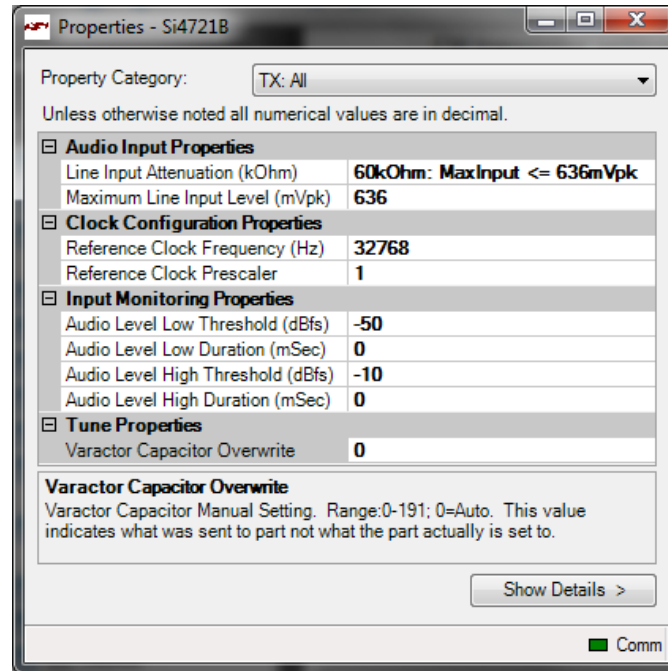 Properties - Si4721B
Property Category: TX: All
Unless otherwise noted all numerical values are in decimal.
Audio Input Properties
Line Input Attenuation (kOhm) 60kOhm: MaxInput <= 636mVpk
Maximum Line Input Level (mVpk) 636
Clock Configuration Properties
Reference Clock Frequency (Hz) 32768
Reference Clock Prescaler 1
Input Monitoring Properties
Audio Level Low Threshold (dBfs) -50
Audio Level Low Duration (mSec) 0
Audio Level High Threshold (dBfs) -10
Audio Level High Duration (mSec) 0
Tune Properties
Varactor Capacitor Overwrite 0
Varactor Capacitor Overwrite
Varactor Capacitor Manual Setting. Range:0-191; 0=Auto. This value
indicates what was sent to part not what the part actually is set to.
Show Details >
Comm